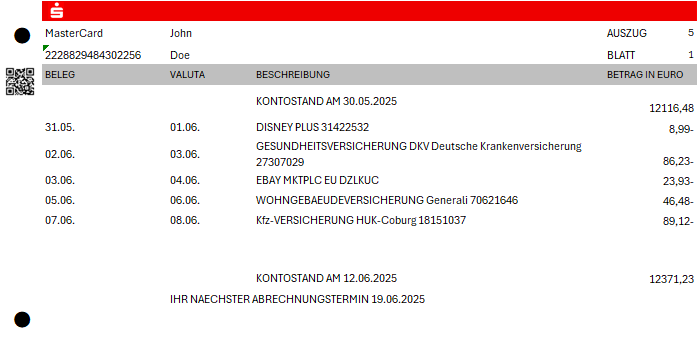 MasterCard John AUSZUG 5
2228829484302256 Doe BLATT 1
BELEG VALUTA BESCHREIBUNG BETRAG IN EURO
KONTOSTAND AM 30.05.2025 12116,48
31.05. 01.06. DISNEY PLUS 31422532 8,99-
02.06. 03.06. GESUNDHEITSVERSICHERUNG DKV Deutsche Krankenversicherung
27307029 86,23-
03.06. 04.06. EBAY MKTPLC EU DZLKUC 23,93-
05.06. 06.06. WOHNGEBAEUDEVERSICHERUNG Generali 70621646 46,48-
07.06. 08.06. Kfz-VERSICHERUNG HUK-Coburg 18151037 89,12-
KONTOSTAND AM 12.06.2025 12371,23
IHR NAECHSTER ABRECHNUNGSTERMIN 19.06.2025